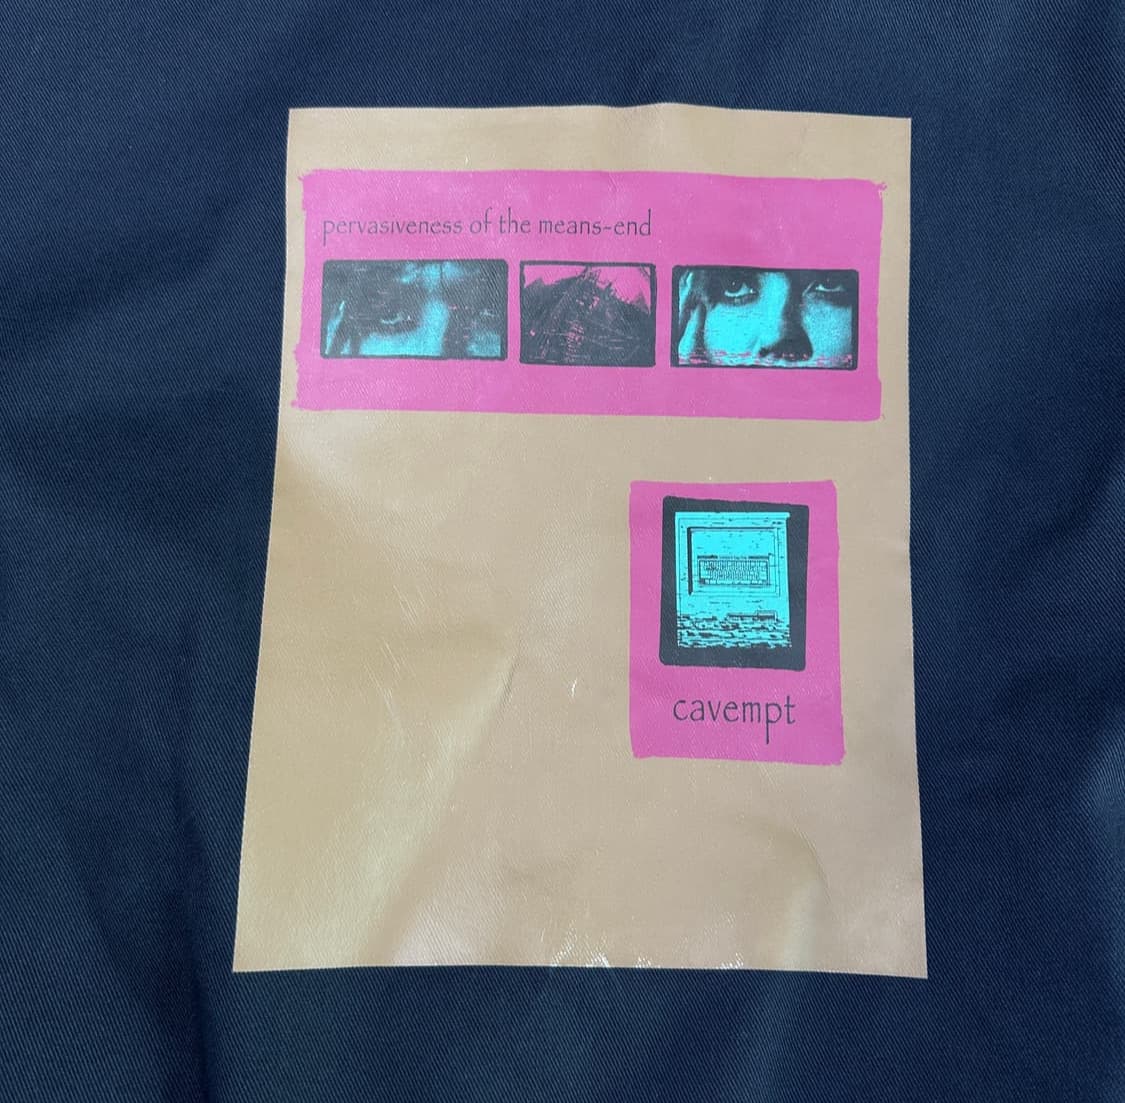 pervasiveness of the means-end
cavempt